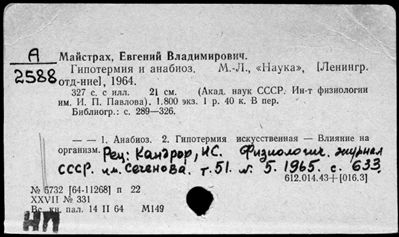 А
2588
Майстрах, Евгений Владимирович.
Гипотермия и анабиоз. М.-Л., «Наука», [Ленингр.
отд-ние], 1964.
327 с. с илл. 21 см. (Акад. наук СССР. Ин-т физиологии
им. И. П. Павлова). 1.800 экз. 1 р. 40 к. В пер.
Библиогр.: с. 289—326.
— — 1. Анабиоз. 2. Гипотермия искусственная — Влияние на
организм.
Рец: Кандрор, И.С. Физиологич. журнал
СССР. им. Сеченова. т. 51. №. 5. 1965. с. 633.
612.014.43+[016.3]
№ 5732 [64-11268] п 22
XXVII № 331
Вс. кн. пал. 14 II 64 М149
НП